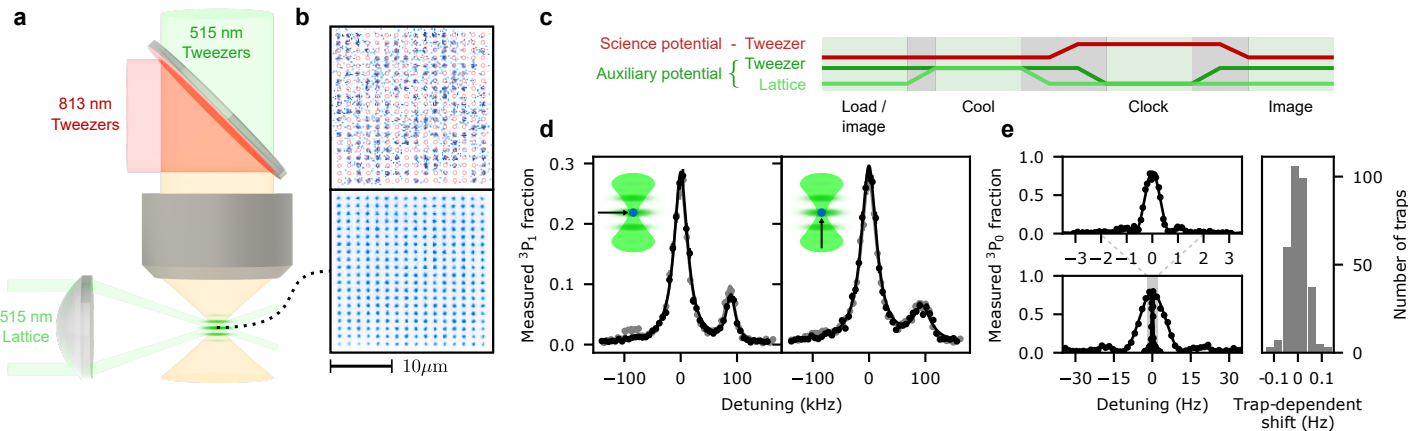 a
515 nm
Tweezers
813 nm
Tweezers
515 nm
Lattice
b
10μm
c
Science potential - Tweezer
Auxiliary potential { Tweezer
Lattice
Load /
image
Cool
Clock
Image
d
Measured ³P₁ fraction
0.3
0.2
0.1
0.0
−100 0 100
−100 0 100
Detuning (kHz)
e
Measured ³P₀ fraction
1.0
0.5
0.0
−3 −2 −1 0 1 2 3
1.0
0.5
0.0
−30 −15 0 15 30
Detuning (Hz)
100
50
0
Number of traps
-0.1 0 0.1
Trap-dependent
shift (Hz)